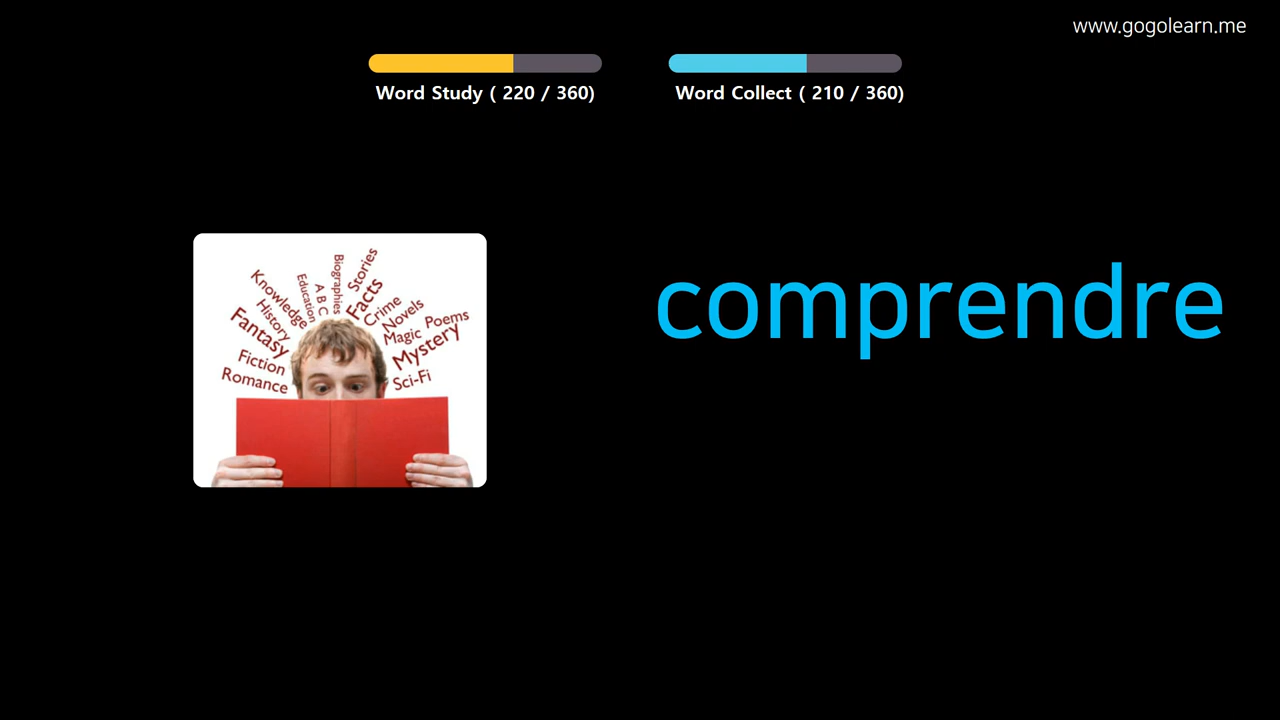 www.gogolearn.me
Word Study ( 220 / 360)
Word Collect ( 210 / 360)
comprendre
Knowledge
History
Fantasy
Fiction
Romance
Education
A B C
Biographies
Stories
Facts
Crime
Novels
Magic
Poems
Mystery
Sci-Fi